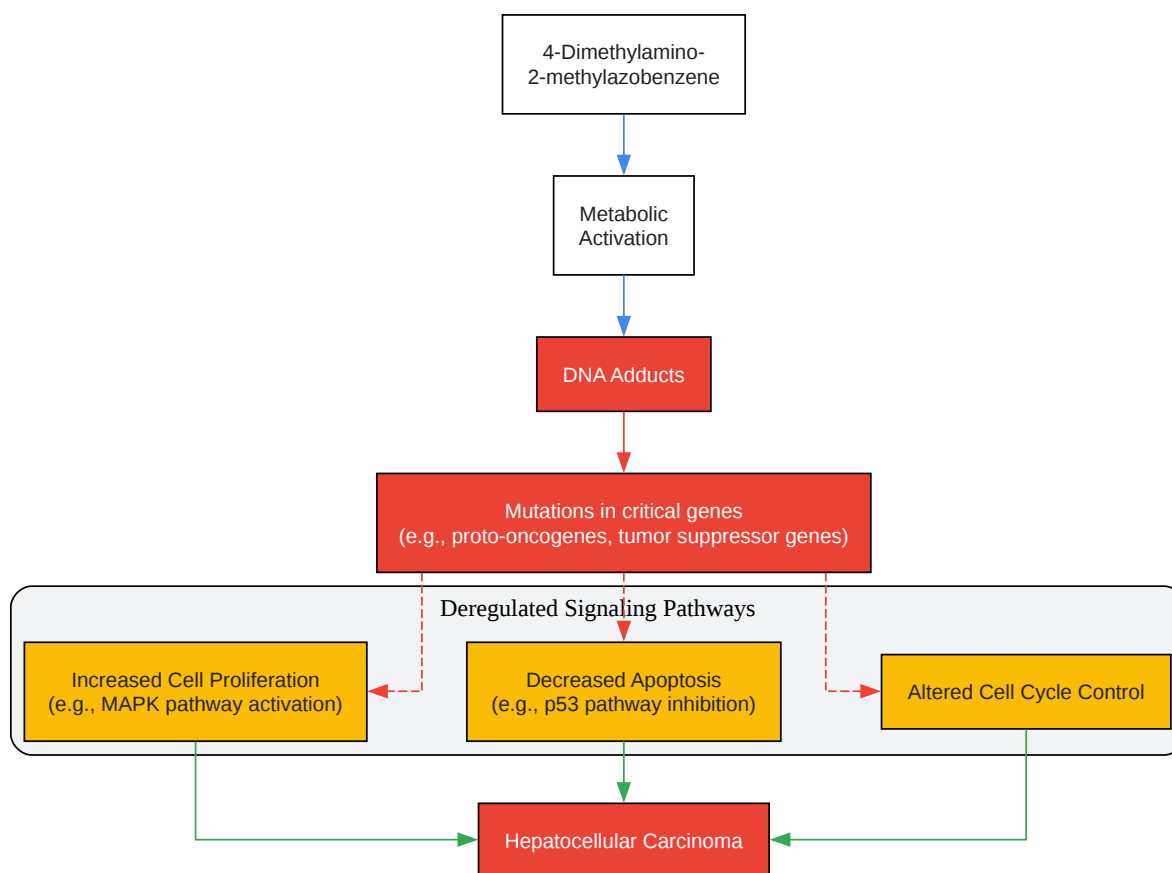 4-Dimethylamino-
2-methylazobenzene
Metabolic
Activation
DNA Adducts
Mutations in critical genes
(e.g., proto-oncogenes, tumor suppressor genes)
Deregulated Signaling Pathways
Increased Cell Proliferation
(e.g., MAPK pathway activation)
Decreased Apoptosis
(e.g., p53 pathway inhibition)
Altered Cell Cycle Control
Hepatocellular Carcinoma